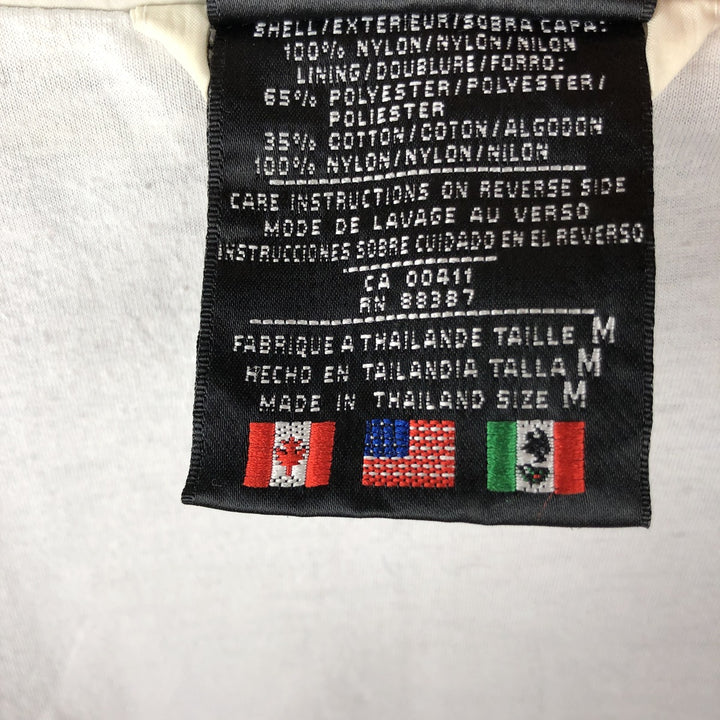 SHELL/EXTERIEUR/SOBRA CAPA:
100% NYLON/NYLON/NILON
LINING/DOUBLURE/FORRO:
65% POLYESTER/POLYESTER/
POLIESTER
35% COTTON/COTON/ALGODON
100% NYLON/NYLON/NILON
CARE INSTRUCTIONS ON REVERSE SIDE
MODE DE LAVAGE AU VERSO
INSTRUCCIONES SOBRE CUIDADO EN EL REVERSO
CA 00411
RN 88387
FABRIQUE A THAILANDE TAILLE M
HECHO EN TAILANDIA TALLA M
MADE IN THAILAND SIZE M